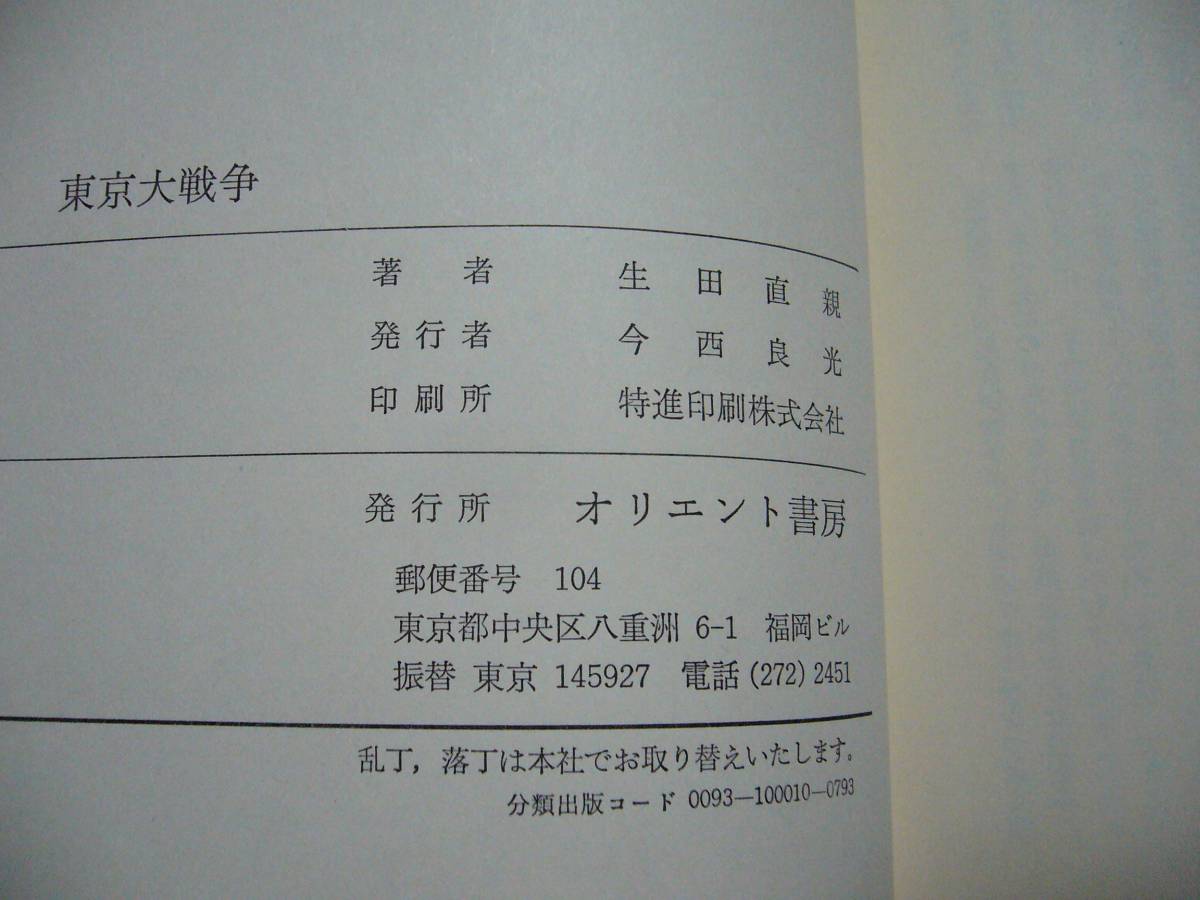 東京大戦争
著者 生田直親
発行者 今西良光
印刷所 特進印刷株式会社
発行所 オリエント書房
郵便番号 104
東京都中央区八重洲 6-1 福岡ビル
振替 東京 145927 電話 (272) 2451
乱丁, 落丁は本社でお取り替えいたします。
分類出版コード 0093—100010—0793